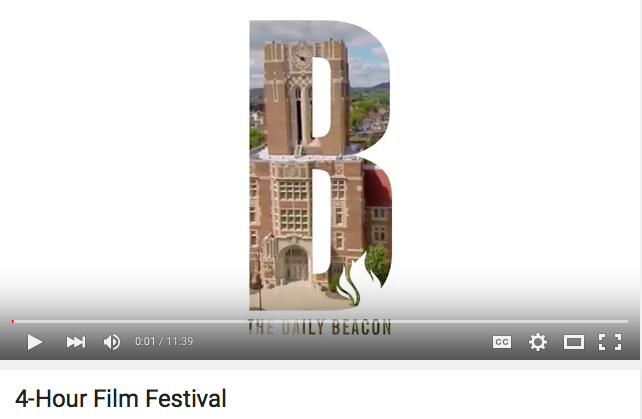 B
THE DAILY BEACON
0:01 / 11:39
CC
4-Hour Film Festival